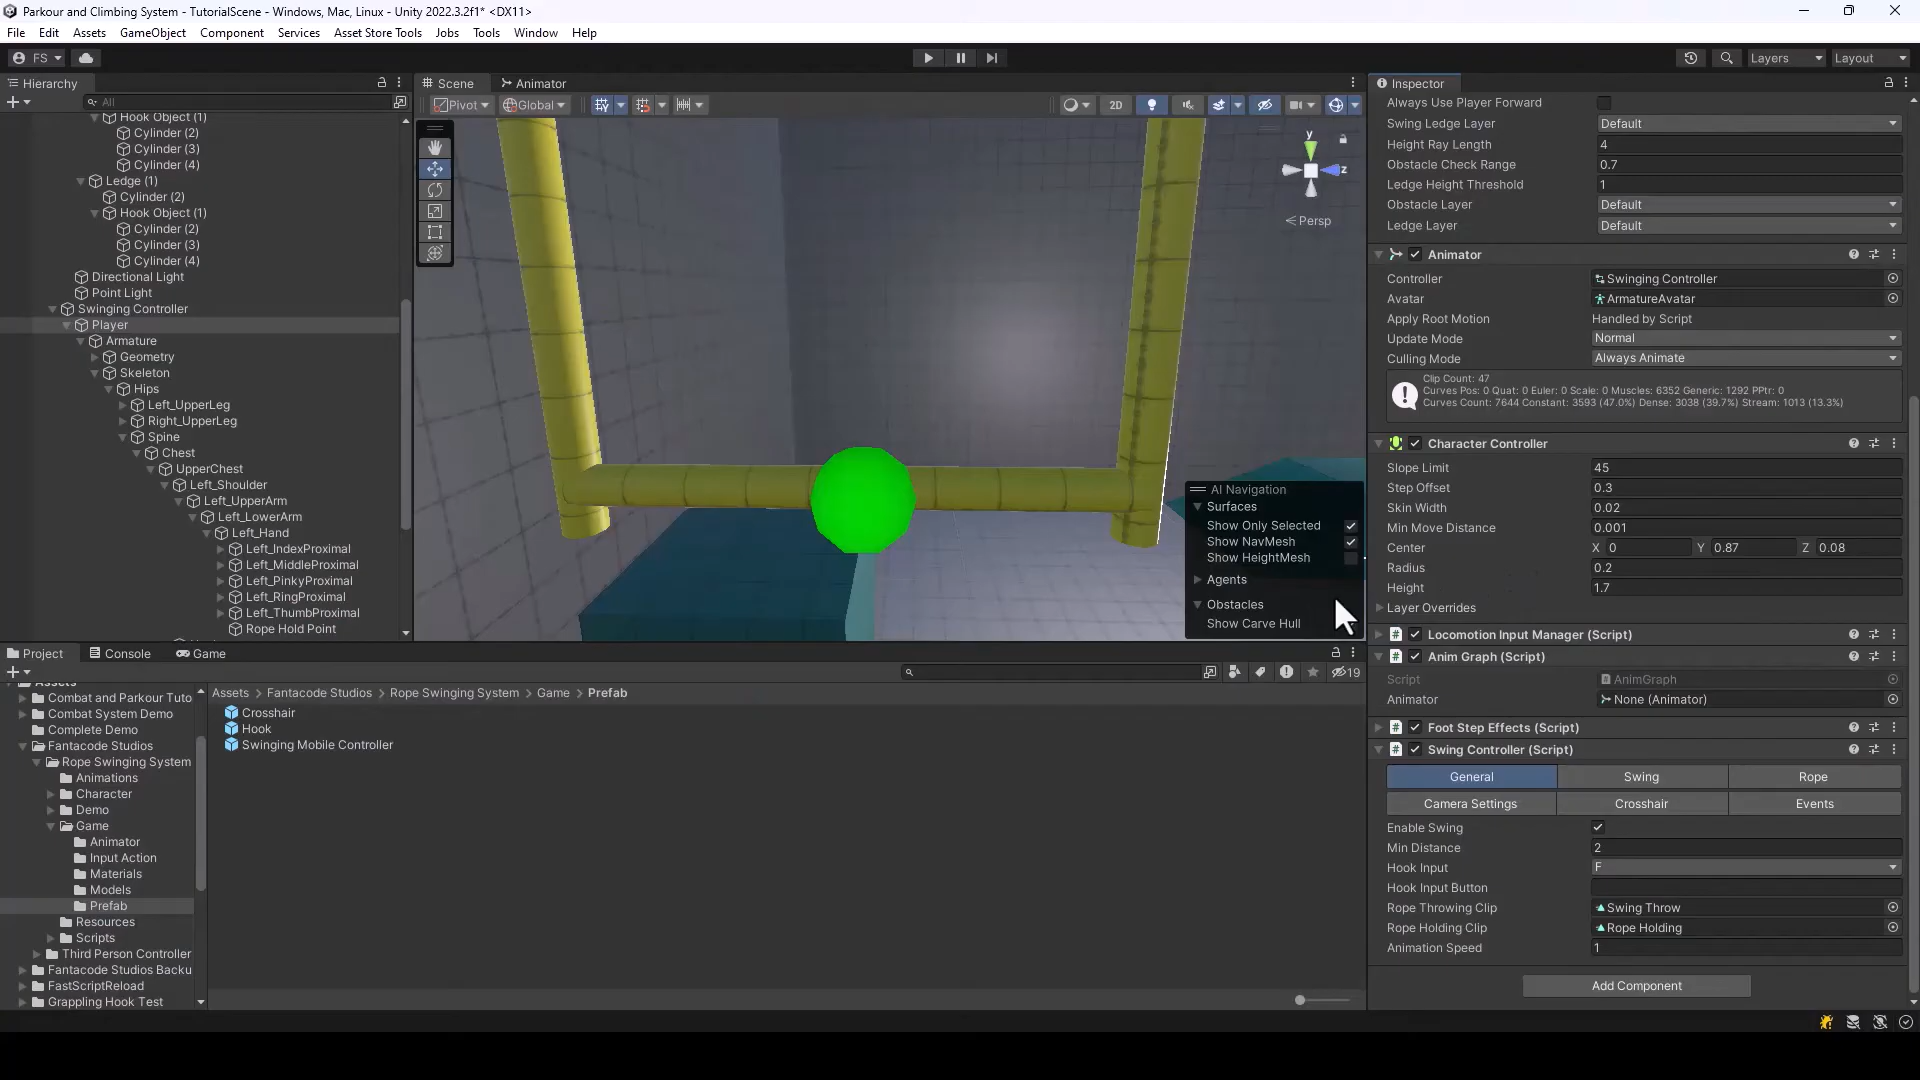 Parkour and Climbing System - TutorialScene - Windows, Mac, Linux - Unity 2022.3.2f1* <DX11>
File Edit Assets GameObject Component Services Asset Store Tools Jobs Tools Window Help
FS Layers Layout
Hierarchy
All
Hook Object (1)
Cylinder (2)
Cylinder (3)
Cylinder (4)
Ledge (1)
Cylinder (2)
Hook Object (1)
Cylinder (2)
Cylinder (3)
Cylinder (4)
Directional Light
Point Light
Swinging Controller
Player
Armature
Geometry
Skeleton
Hips
Left_UpperLeg
Right_UpperLeg
Spine
Chest
UpperChest
Left_Shoulder
Left_UpperArm
Left_LowerArm
Left_Hand
Left_IndexProximal
Left_MiddleProximal
Left_PinkyProximal
Left_RingProximal
Left_ThumbProximal
Rope Hold Point
Scene Animator
Pivot Global 2D
y
z
Persp
AI Navigation
Surfaces
Show Only Selected
Show NavMesh
Show HeightMesh
Agents
Obstacles
Show Carve Hull
Inspector
Always Use Player Forward
Swing Ledge Layer Default
Height Ray Length 4
Obstacle Check Range 0.7
Ledge Height Threshold 1
Obstacle Layer Default
Ledge Layer Default
Animator
Controller Swinging Controller
Avatar ArmatureAvatar
Apply Root Motion Handled by Script
Update Mode Normal
Culling Mode Always Animate
Clip Count: 47
Curves Pos: 0 Quat: 0 Euler: 0 Scale: 0 Muscles: 6352 Generic: 1292 PPtr: 0
Curves Count: 7644 Constant: 3593 (47.0%) Dense: 3038 (39.7%) Stream: 1013 (13.3%)
Character Controller
Slope Limit 45
Step Offset 0.3
Skin Width 0.02
Min Move Distance 0.001
Center X 0 Y 0.87 Z 0.08
Radius 0.2
Height 1.7
Layer Overrides
Locomotion Input Manager (Script)
Anim Graph (Script)
Script AnimGraph
Animator None (Animator)
Foot Step Effects (Script)
Swing Controller (Script)
General Swing Rope
Camera Settings Crosshair Events
Enable Swing
Min Distance 2
Hook Input F
Hook Input Button
Rope Throwing Clip Swing Throw
Rope Holding Clip Rope Holding
Animation Speed 1
Add Component
Project Console Game
19
Combat and Parkour Tuto
Combat System Demo
Complete Demo
Fantacode Studios
Rope Swinging System
Animations
Character
Demo
Game
Animator
Input Action
Materials
Models
Prefab
Resources
Scripts
Third Person Controller
Fantacode Studios Backu
FastScriptReload
Grappling Hook Test
Assets > Fantacode Studios > Rope Swinging System > Game > Prefab
Crosshair
Hook
Swinging Mobile Controller